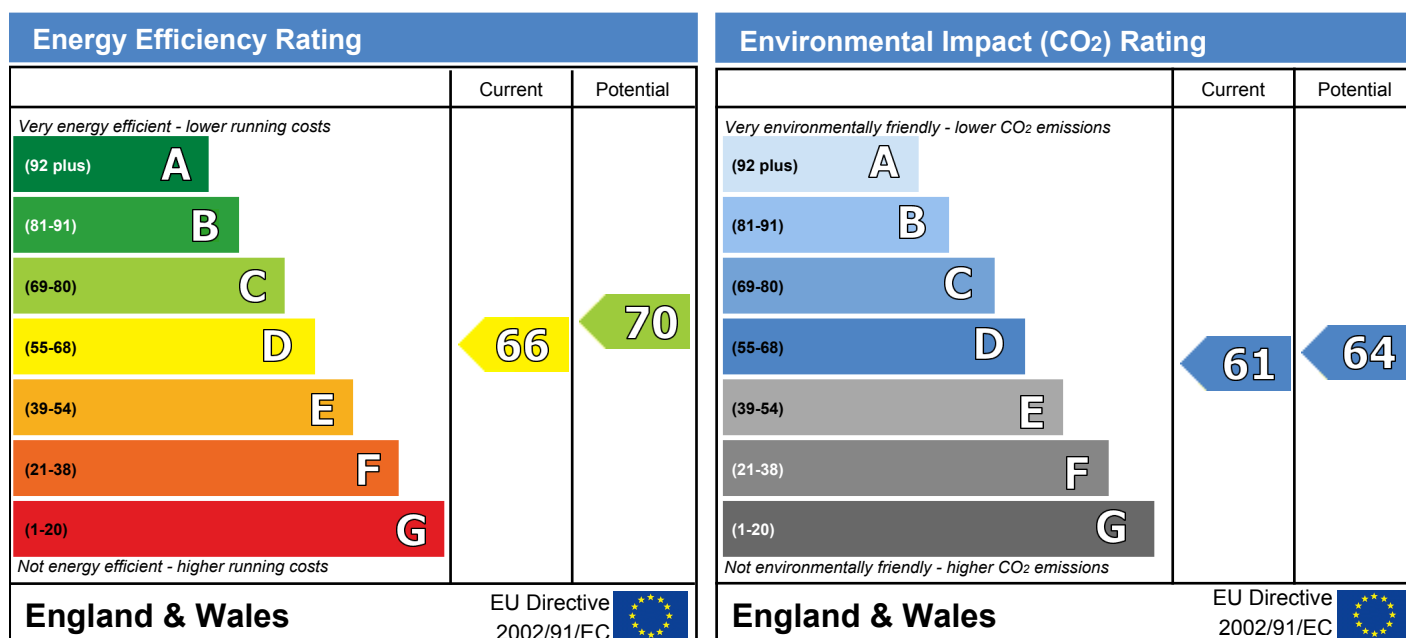 Energy Efficiency Rating
Current Potential
Very energy efficient - lower running costs
(92 plus) A
(81-91) B
(69-80) C
(55-68) D
(39-54) E
(21-38) F
(1-20) G
66
70
Not energy efficient - higher running costs
England & Wales
EU Directive
2002/91/EC
Environmental Impact (CO2) Rating
Current Potential
Very environmentally friendly - lower CO2 emissions
(92 plus) A
(81-91) B
(69-80) C
(55-68) D
(39-54) E
(21-38) F
(1-20) G
61
64
Not environmentally friendly - higher CO2 emissions
England & Wales
EU Directive
2002/91/EC